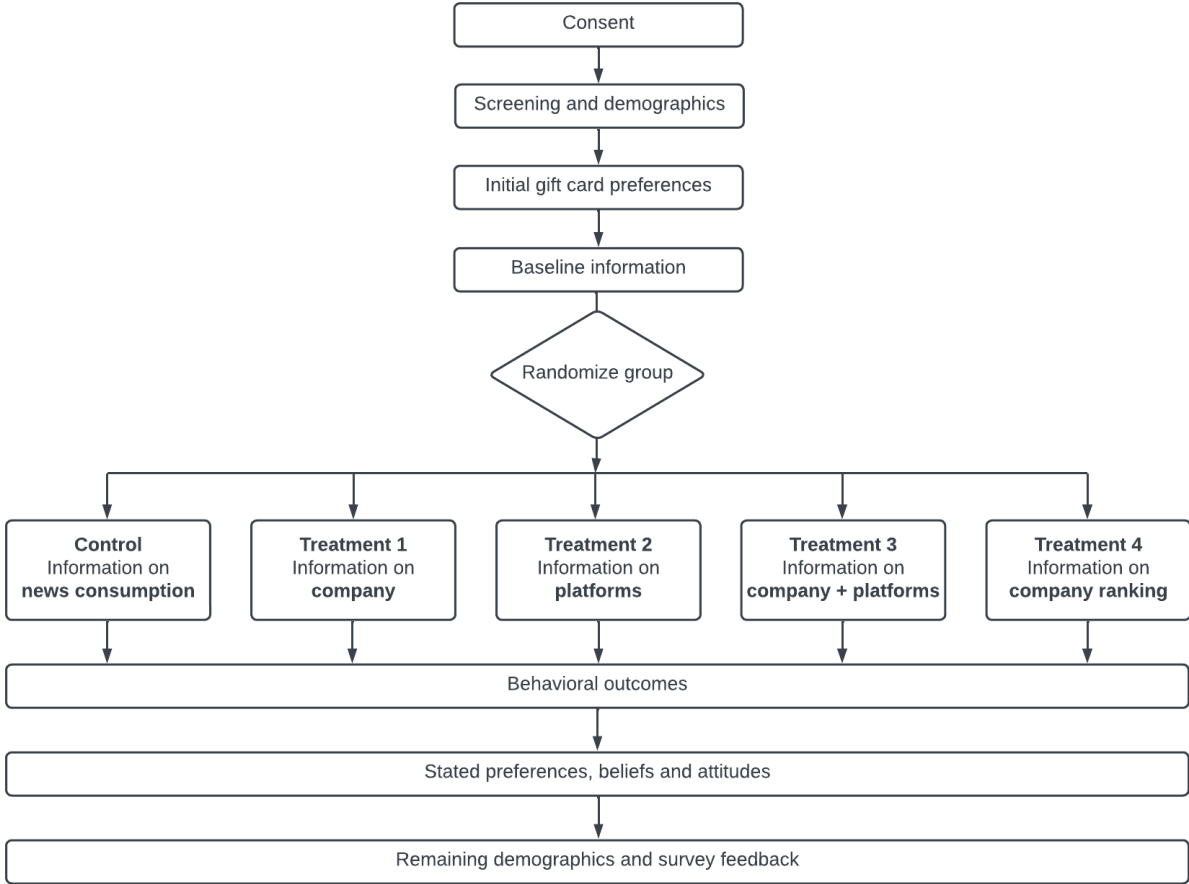 Consent
Screening and demographics
Initial gift card preferences
Baseline information
Randomize group
Control
Information on
news consumption
Treatment 1
Information on
company
Treatment 2
Information on
platforms
Treatment 3
Information on
company + platforms
Treatment 4
Information on
company ranking
Behavioral outcomes
Stated preferences, beliefs and attitudes
Remaining demographics and survey feedback